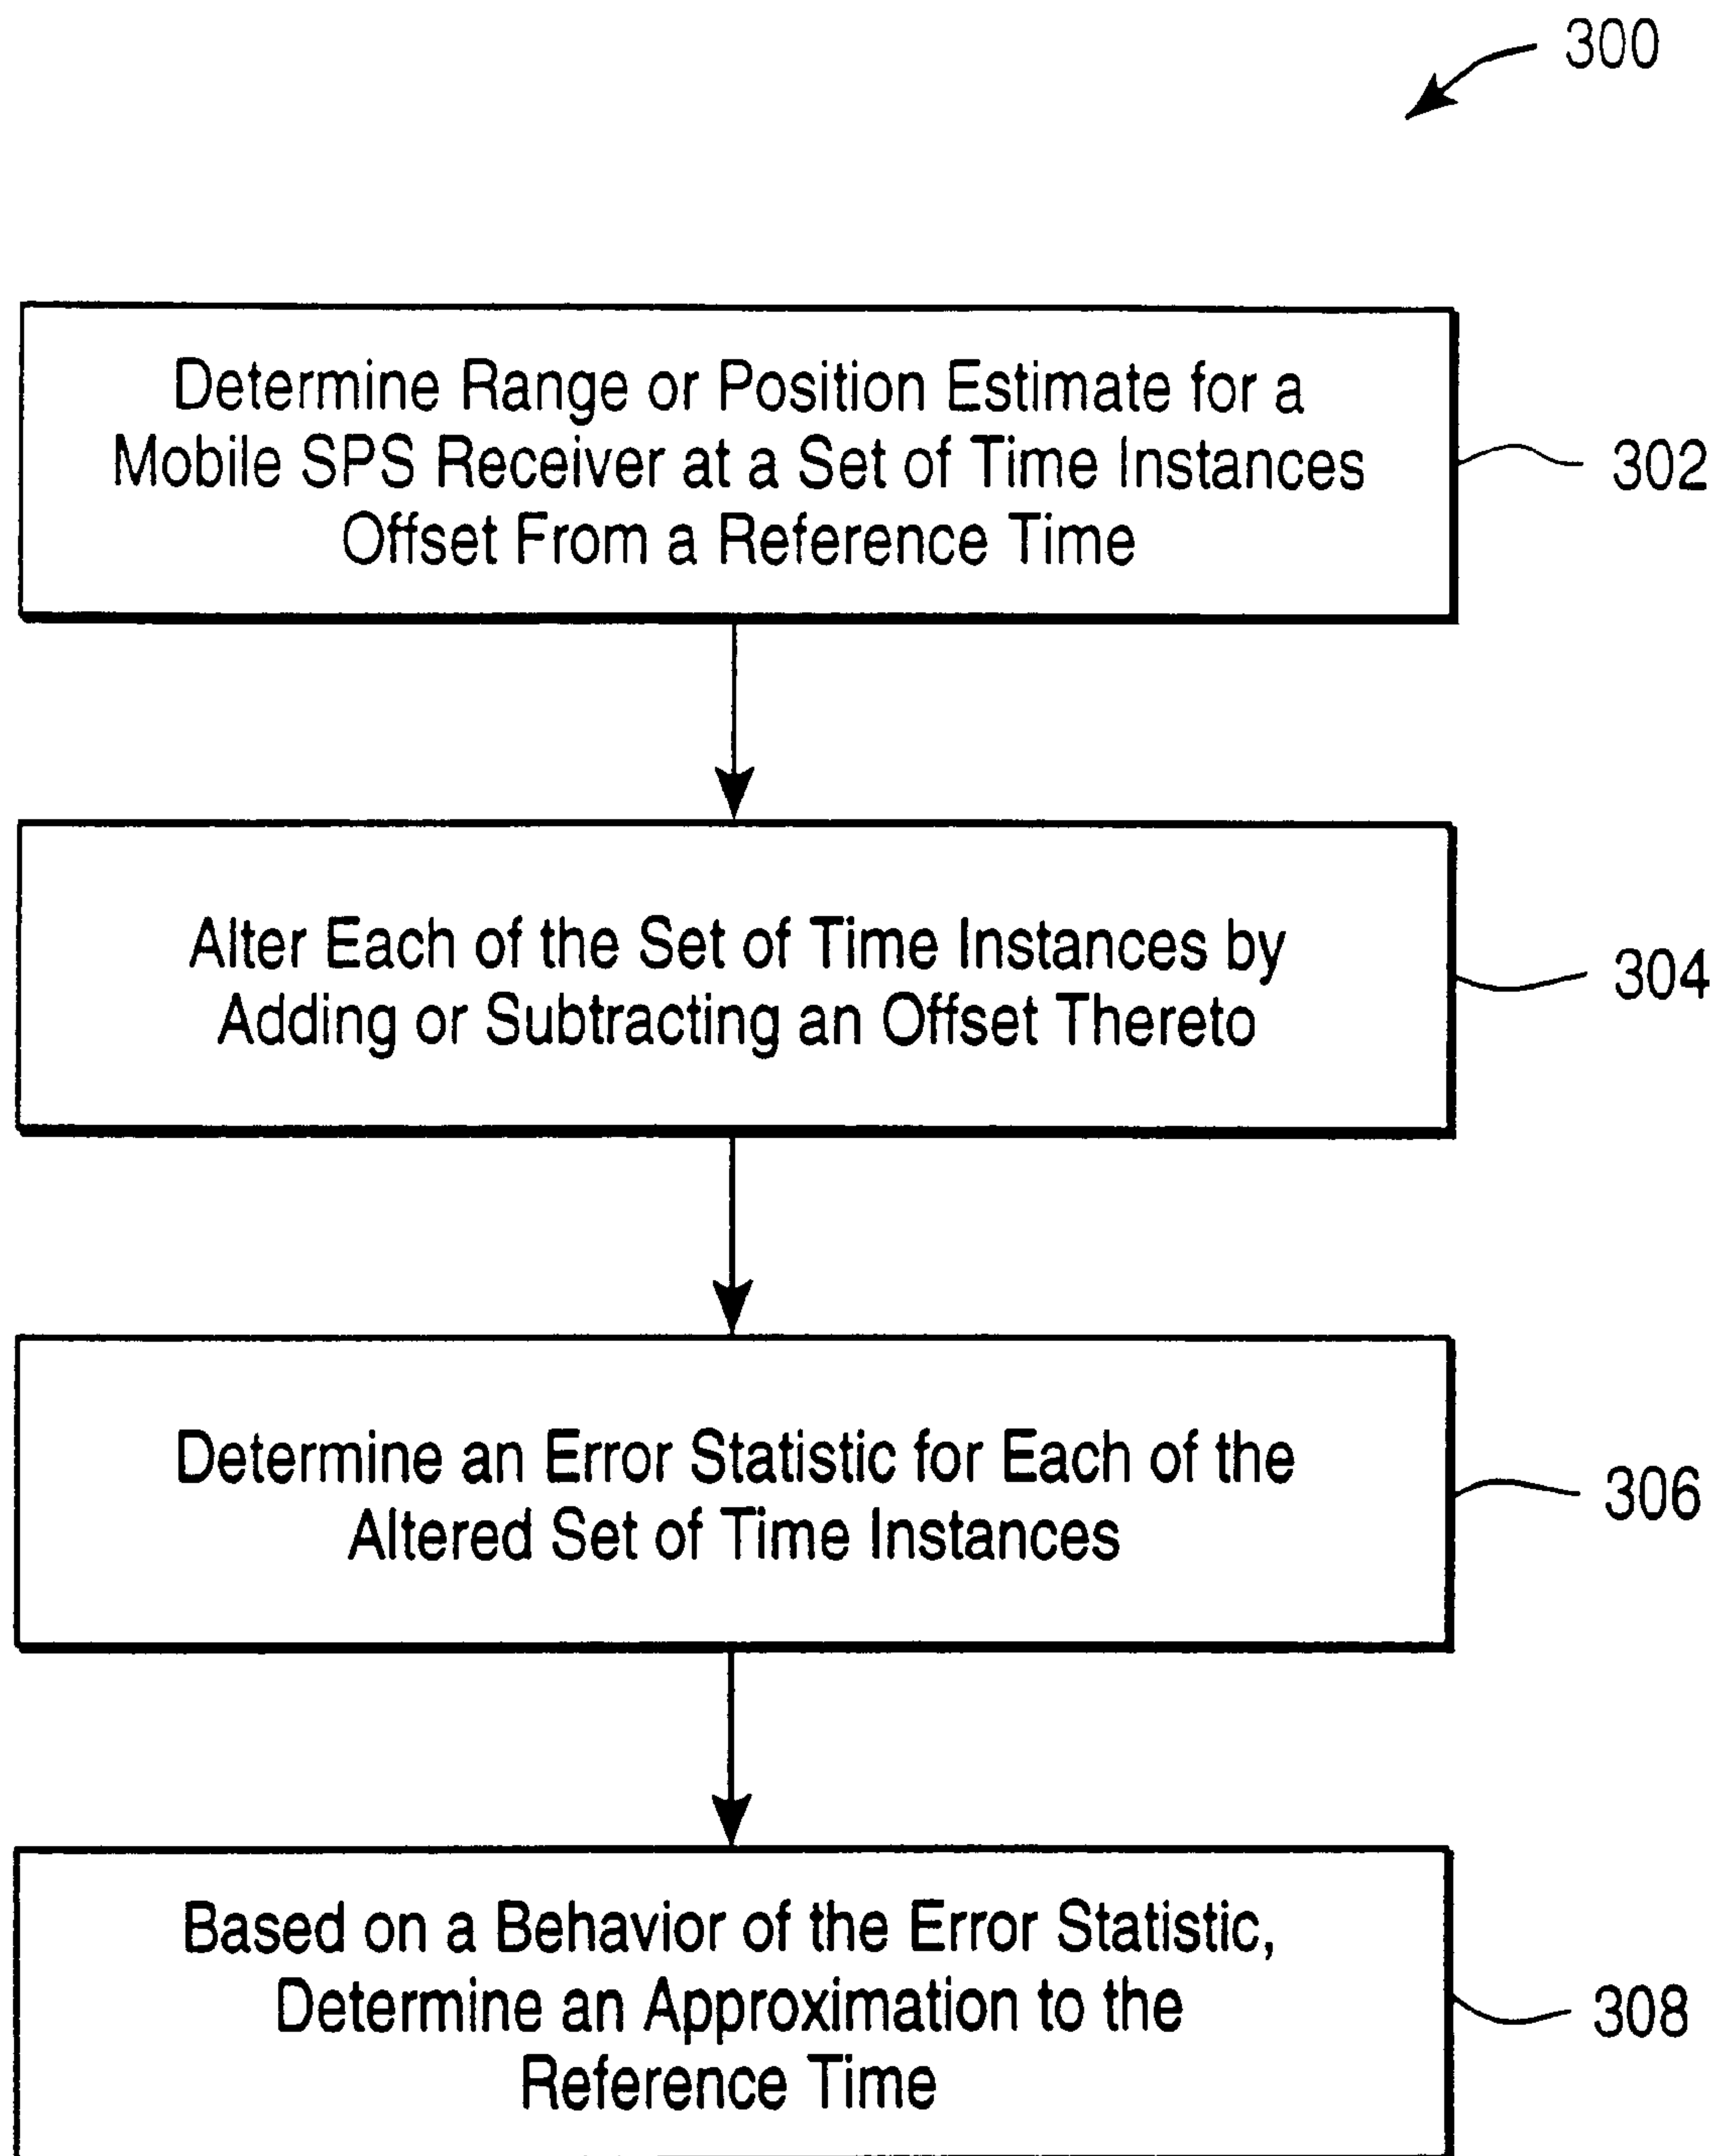 300
Determine Range or Position Estimate for a
Mobile SPS Receiver at a Set of Time Instances
Offset From a Reference Time
302
Alter Each of the Set of Time Instances by
Adding or Subtracting an Offset Thereto
304
Determine an Error Statistic for Each of the
Altered Set of Time Instances
306
Based on a Behavior of the Error Statistic,
Determine an Approximation to the
Reference Time
308